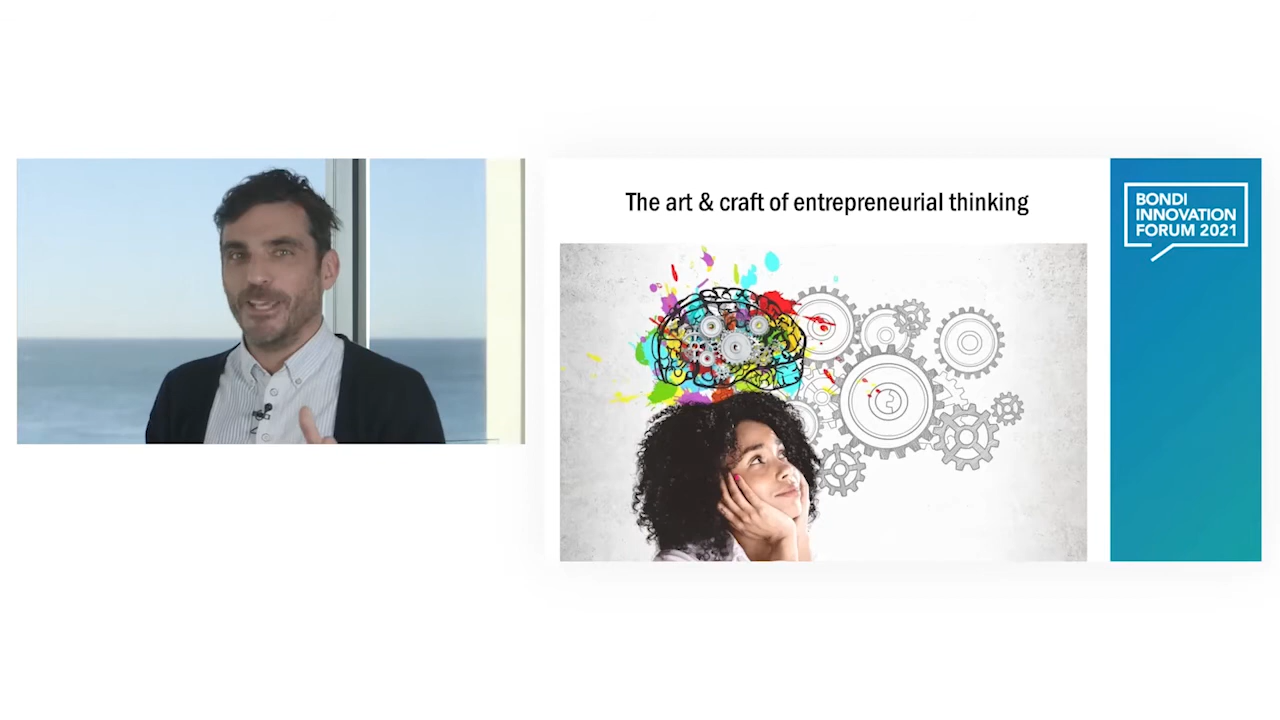 The art & craft of entrepreneurial thinking
BONDI
INNOVATION
FORUM 2021